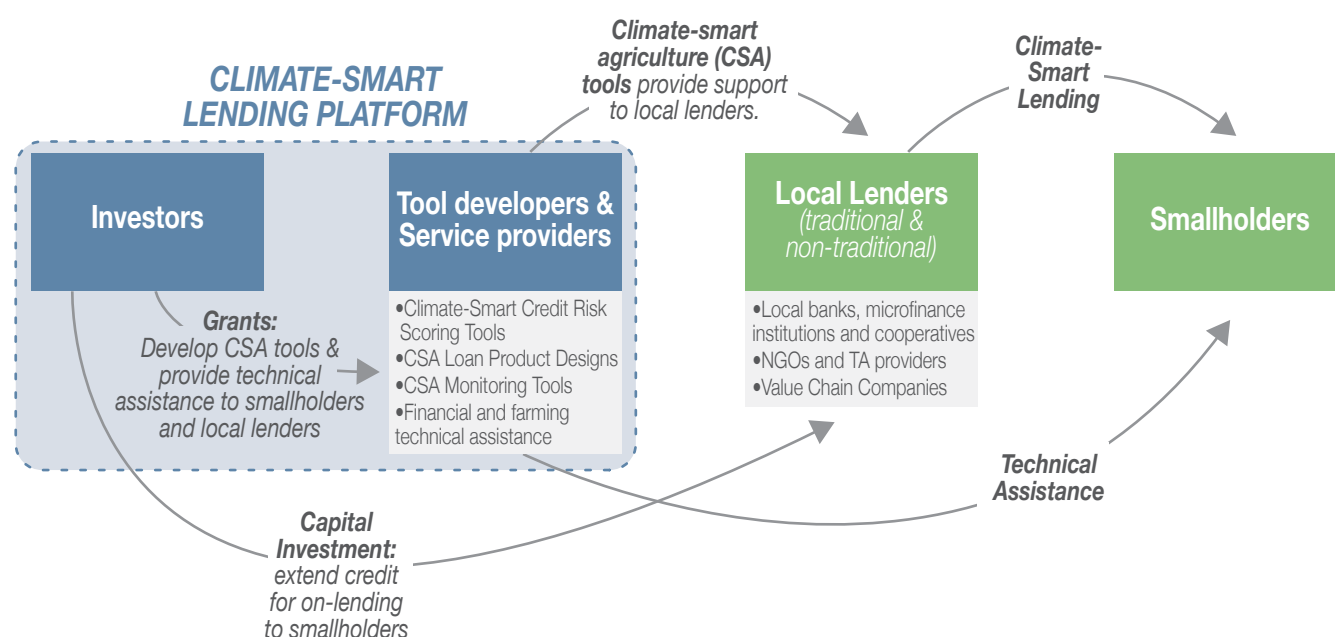 CLIMATE-SMART
LENDING PLATFORM
Investors
Grants:
Develop CSA tools &
provide technical
assistance to smallholders
and local lenders
Tool developers &
Service providers
•Climate-Smart Credit Risk
Scoring Tools
•CSA Loan Product Designs
•CSA Monitoring Tools
•Financial and farming
technical assistance
Climate-smart
agriculture (CSA)
tools provide support
to local lenders.
Local Lenders
(traditional &
non-traditional)
•Local banks, microfinance
institutions and cooperatives
•NGOs and TA providers
•Value Chain Companies
Climate-
Smart
Lending
Smallholders
Technical
Assistance
Capital
Investment:
extend credit
for on-lending
to smallholders